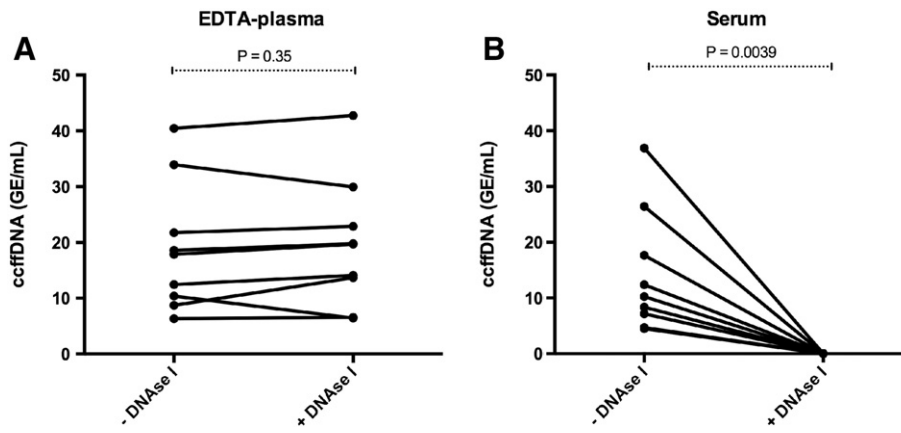 EDTA-plasma
A
P = 0.35
ccffDNA (GE/mL)
50
40
30
20
10
0
- DNAse I
+ DNAse I
Serum
B
P = 0.0039
ccffDNA (GE/mL)
50
40
30
20
10
0
- DNAse I
+ DNAse I